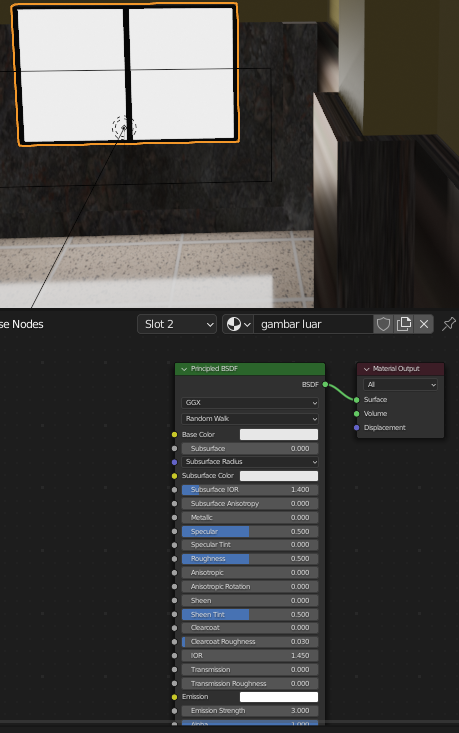 se Nodes
Slot 2
gambar luar
Principled BSDF
BSDF
GGX
Random Walk
Base Color
Subsurface 0.000
Subsurface Radius
Subsurface Color
Subsurface IOR 1.400
Subsurface Anisotropy 0.000
Metallic 0.000
Specular 0.500
Specular Tint 0.000
Roughness 0.500
Anisotropic 0.000
Anisotropic Rotation 0.000
Sheen 0.000
Sheen Tint 0.500
Clearcoat 0.000
Clearcoat Roughness 0.030
IOR 1.450
Transmission 0.000
Transmission Roughness 0.000
Emission
Emission Strength 3.000
Alpha 1.000
Material Output
All
Surface
Volume
Displacement